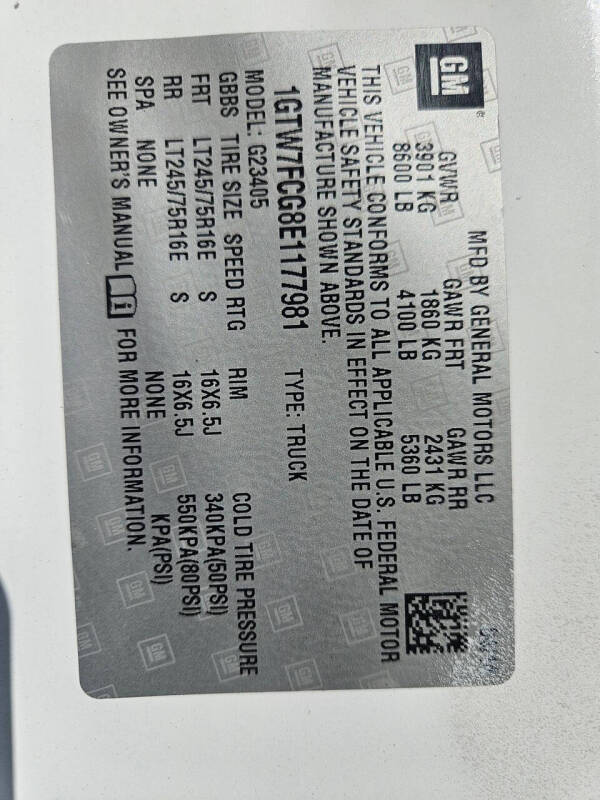 GM
MFD BY GENERAL MOTORS LLC
GVWR GAWR FRT GAWR RR
3901 KG 1860 KG 2431 KG
8600 LB 4100 LB 5360 LB
THIS VEHICLE CONFORMS TO ALL APPLICABLE U.S. FEDERAL MOTOR
VEHICLE SAFETY STANDARDS IN EFFECT ON THE DATE OF
MANUFACTURE SHOWN ABOVE.
1GTW7FCG8E1177981 TYPE: TRUCK
MODEL: G23405
GBBS TIRE SIZE SPEED RTG RIM COLD TIRE PRESSURE
FRT LT245/75R16E S 16X6.5J 340KPA(50PSI)
RR LT245/75R16E S 16X6.5J 550KPA(80PSI)
SPA NONE NONE KPA(PSI)
SEE OWNER'S MANUAL i FOR MORE INFORMATION.